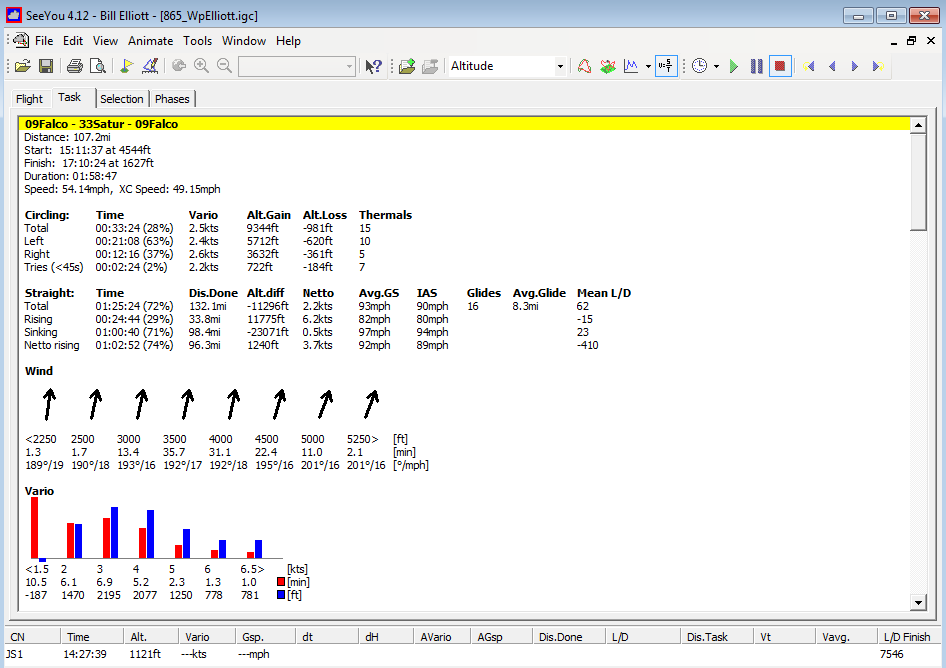 SeeYou 4.12 - Bill Elliott - [865_WpElliott.igc]
File Edit View Animate Tools Window Help
Altitude
Flight Task Selection Phases
09Falco - 33Satur - 09Falco
Distance: 107.2mi
Start: 15:11:37 at 4544ft
Finish: 17:10:24 at 1627ft
Duration: 01:58:47
Speed: 54.14mph, XC Speed: 49.15mph
Circling: Time Vario Alt.Gain Alt.Loss Thermals
Total 00:33:24 (28%) 2.5kts 9344ft -981ft 15
Left 00:21:08 (63%) 2.4kts 5712ft -620ft 10
Right 00:12:16 (37%) 2.6kts 3632ft -361ft 5
Tries (<45s) 00:02:24 (2%) 2.2kts 722ft -184ft 7
Straight: Time Dis.Done Alt.diff Netto Avg.GS IAS Glides Avg.Glide Mean L/D
Total 01:25:24 (72%) 132.1mi -11296ft 2.2kts 93mph 90mph 16 8.3mi 62
Rising 00:24:44 (29%) 33.8mi 11775ft 6.2kts 82mph 80mph -15
Sinking 01:00:40 (71%) 98.4mi -23071ft 0.5kts 97mph 94mph 23
Netto rising 01:02:52 (74%) 96.3mi 1240ft 3.7kts 92mph 89mph -410
Wind
<2250 2500 3000 3500 4000 4500 5000 5250> [ft]
1.3 1.7 13.4 35.7 31.1 22.4 11.0 2.1 [min]
189°/19 190°/18 193°/16 192°/17 192°/18 195°/16 201°/16 201°/16 [°/mph]
Vario
<1.5 2 3 4 5 6 6.5> [kts]
10.5 6.1 6.9 5.2 2.3 1.3 1.0 [min]
-187 1470 2195 2077 1250 778 781 [ft]
CN Time Alt. Vario Gsp. dt dH AVario AGsp Dis.Done L/D Dis.Task Vt Vavg. L/D Finish
JS1 14:27:39 1121ft ---kts ---mph 7546